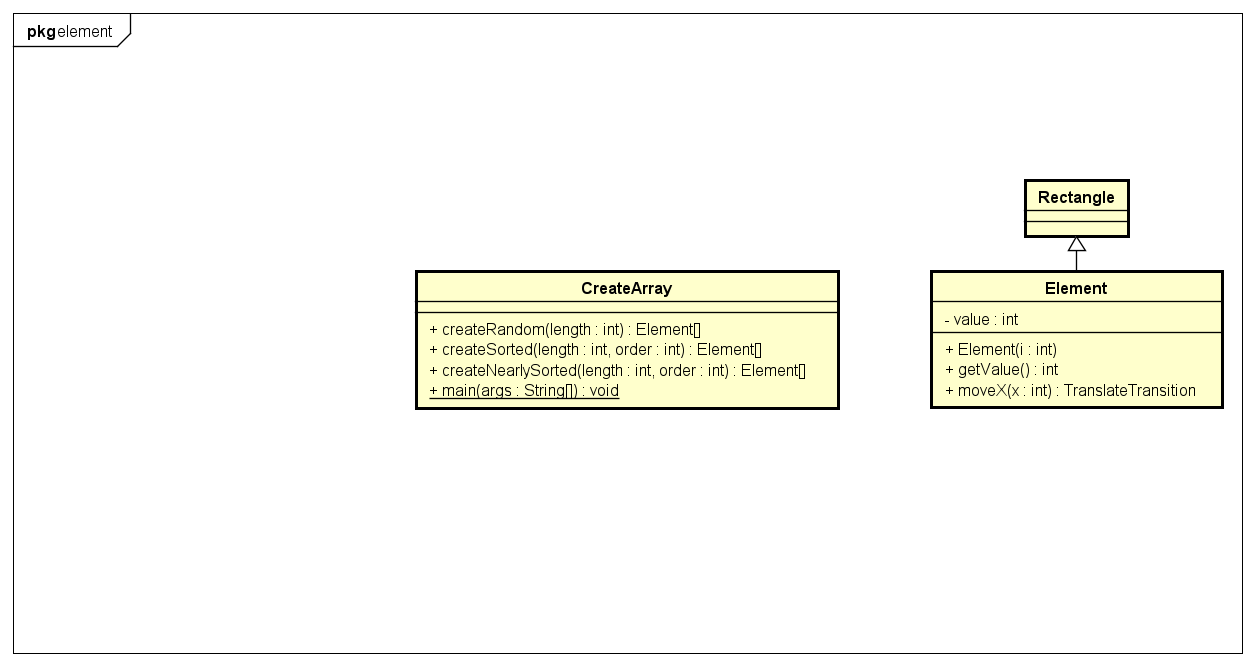 pkg element
Rectangle
CreateArray
+ createRandom(length : int) : Element[]
+ createSorted(length : int, order : int) : Element[]
+ createNearlySorted(length : int, order : int) : Element[]
+ main(args : String[]) : void
Element
- value : int
+ Element(i : int)
+ getValue() : int
+ moveX(x : int) : TranslateTransition